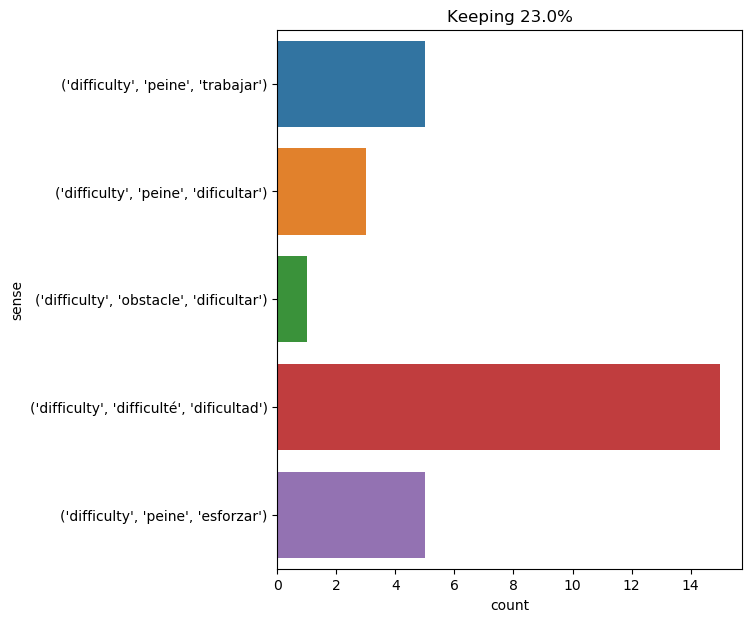 Keeping 23.0%
('difficulty', 'peine', 'trabajar')
('difficulty', 'peine', 'dificultar')
('difficulty', 'obstacle', 'dificultar')
('difficulty', 'difficulté', 'dificultad')
('difficulty', 'peine', 'esforzar')
sense
0 2 4 6 8 10 12 14
count